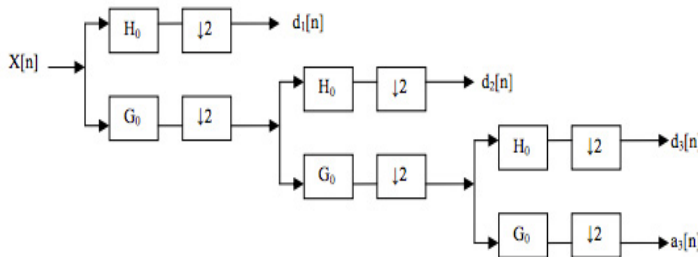 H₀ ↓2 d₁[n]
X[n]
G₀ ↓2 H₀ ↓2 d₂[n]
G₀ ↓2 H₀ ↓2 d₃[n]
G₀ ↓2 a₃[n]